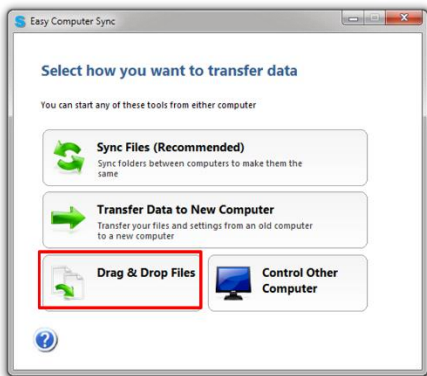 Easy Computer Sync
Select how you want to transfer data
You can start any of these tools from either computer
Sync Files (Recommended)
Sync folders between computers to make them the
same
Transfer Data to New Computer
Transfer your files and settings from an old computer
to a new computer
Drag & Drop Files
Control Other
Computer